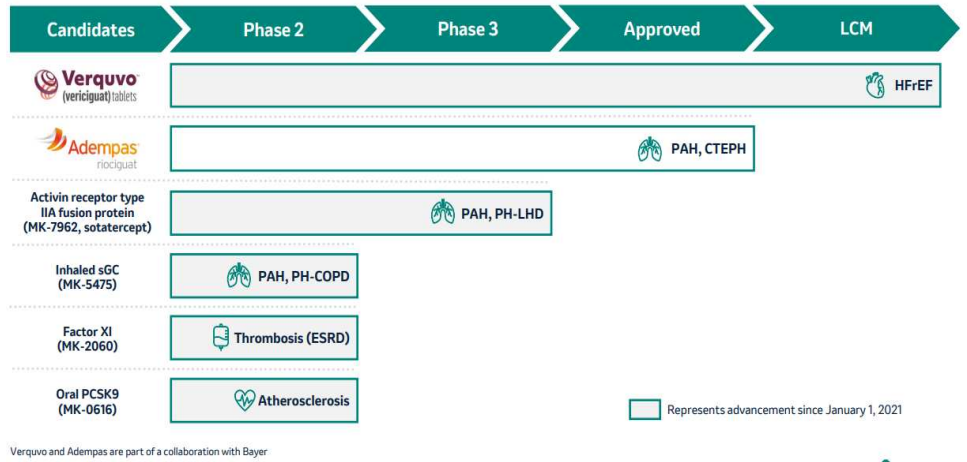 Candidates
Phase 2
Phase 3
Approved
LCM
Verquvo™
(vericiguat) tablets
HFrEF
Adempas®
riociguat
PAH, CTEPH
Activin receptor type
IIA fusion protein
(MK-7962, sotatercept)
PAH, PH-LHD
Inhaled sGC
(MK-5475)
PAH, PH-COPD
Factor XI
(MK-2060)
Thrombosis (ESRD)
Oral PCSK9
(MK-0616)
Atherosclerosis
Represents advancement since January 1, 2021
Verquvo and Adempas are part of a collaboration with Bayer